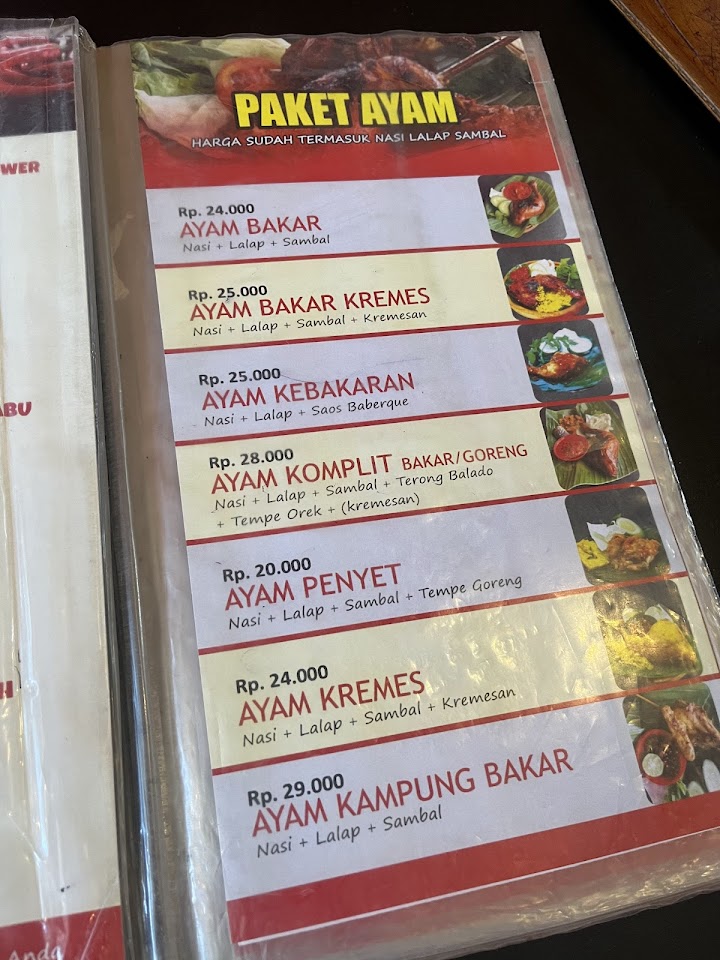 WER
ABU
H
Anda
PAKET AYAM
HARGA SUDAH TERMASUK NASI LALAP SAMBAL
Rp. 24.000
AYAM BAKAR
Nasi + Lalap + Sambal
Rp. 25.000
AYAM BAKAR KREMES
Nasi + Lalap + Sambal + Kremesan
Rp. 25.000
AYAM KEBAKARAN
Nasi + Lalap + Saos Baberque
Rp. 28.000
AYAM KOMPLIT BAKAR/GORENG
Nasi + Lalap + Sambal + Terong Balado
+ Tempe Orek + (kremesan)
Rp. 20.000
AYAM PENYET
Nasi + Lalap + Sambal + Tempe Goreng
Rp. 24.000
AYAM KREMES
Nasi + Lalap + Sambal + Kremesan
Rp. 29.000
AYAM KAMPUNG BAKAR
Nasi + Lalap + Sambal